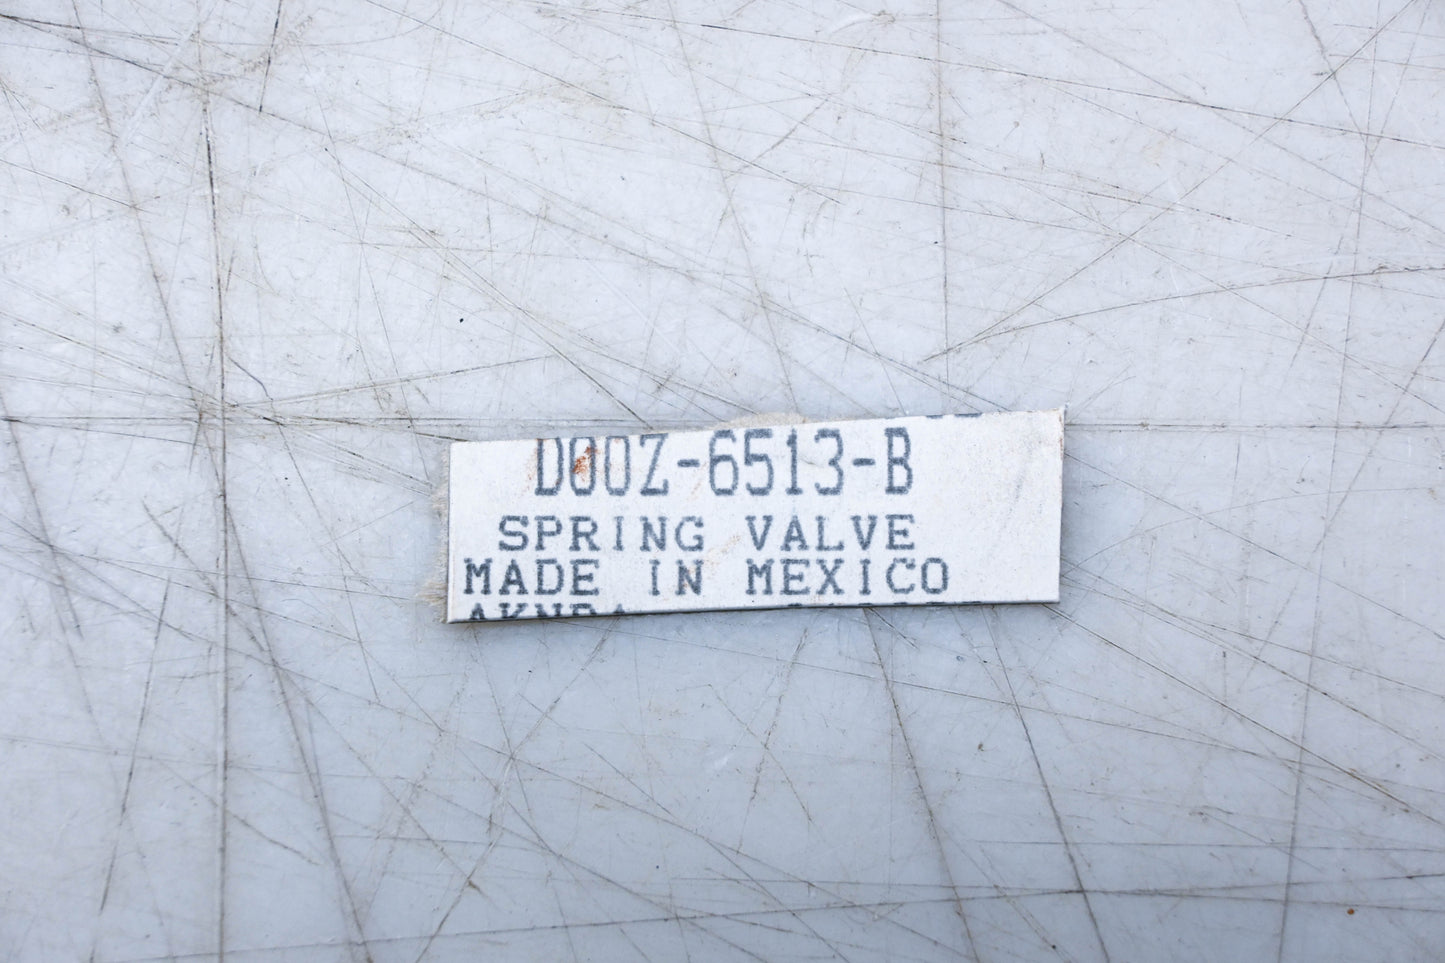 D00Z-6513-B
SPRING VALVE
MADE IN MEXICO